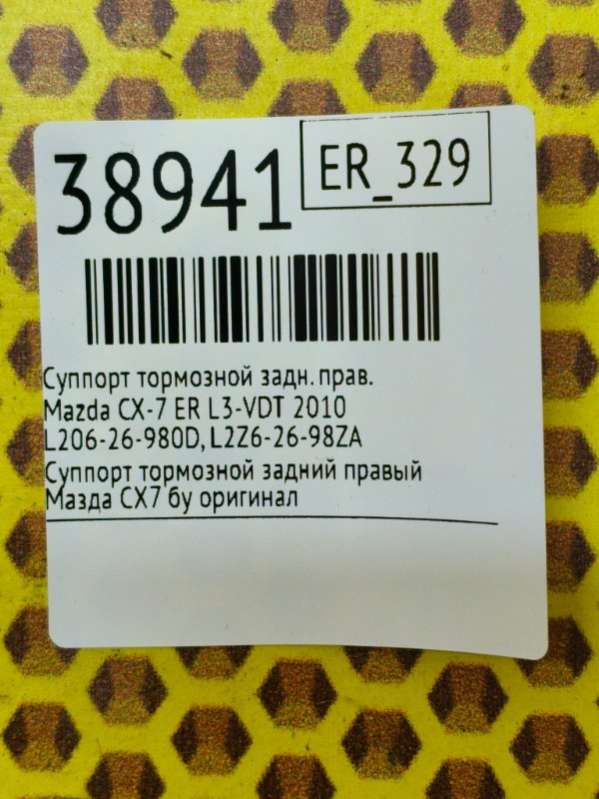 38941
ER_329
Суппорт тормозной задн. прав.
Mazda CX-7 ER L3-VDT 2010
L206-26-980D, L2Z6-26-98ZA
Суппорт тормозной задний правый
Мазда СХ7 бу оригинал